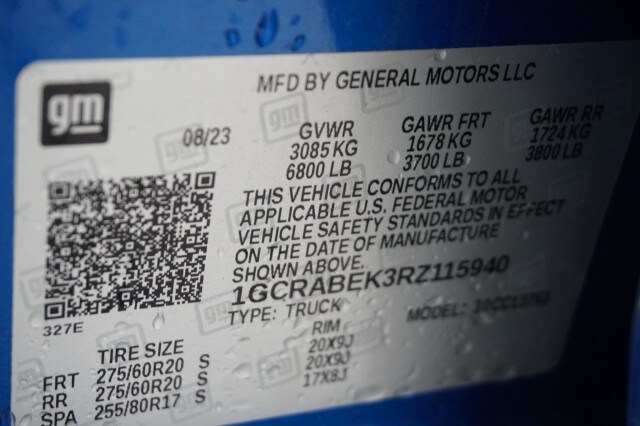 gm
MFD BY GENERAL MOTORS LLC
08/23
GVWR GAWR FRT GAWR RR
3085 KG 1678 KG 1724 KG
6800 LB 3700 LB 3800 LB
THIS VEHICLE CONFORMS TO ALL
APPLICABLE U.S. FEDERAL MOTOR
VEHICLE SAFETY STANDARDS IN EFFECT
ON THE DATE OF MANUFACTURE
SHOWN ABOVE.
1GCRABEK3RZ115940
327E
TYPE: TRUCK MODEL:
TIRE SIZE RIM
FRT 275/60R20 S 20X9J
RR 275/60R20 S 20X9J
SPA 255/80R17 S 17X8J